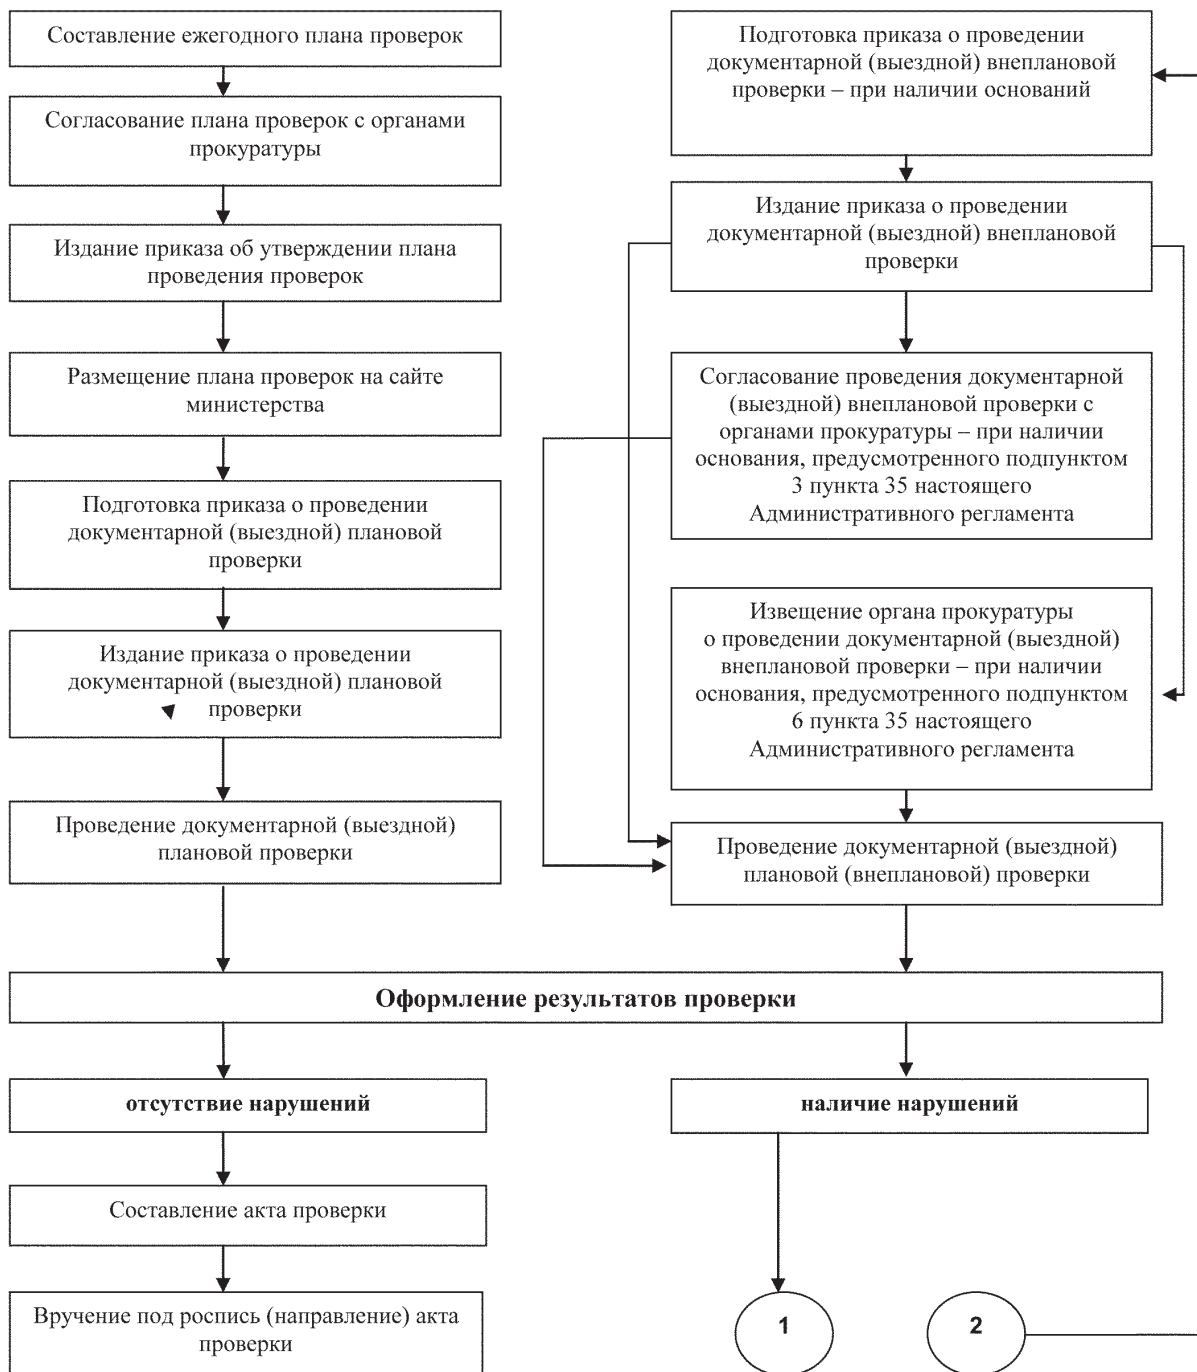 Составление ежегодного плана проверок
Согласование плана проверок с органами
прокуратуры
Издание приказа об утверждении плана
проведения проверок
Размещение плана проверок на сайте
министерства
Подготовка приказа о проведении
документарной (выездной) плановой
проверки
Издание приказа о проведении
документарной (выездной) плановой
проверки
Проведение документарной (выездной)
плановой проверки
Подготовка приказа о проведении
документарной (выездной) внеплановой
проверки – при наличии оснований
Издание приказа о проведении
документарной (выездной) внеплановой
проверки
Согласование проведения документарной
(выездной) внеплановой проверки с
органами прокуратуры – при наличии
основания, предусмотренного подпунктом
3 пункта 35 настоящего
Административного регламента
Извещение органа прокуратуры
о проведении документарной (выездной)
внеплановой проверки – при наличии
основания, предусмотренного подпунктом
6 пункта 35 настоящего
Административного регламента
Проведение документарной (выездной)
плановой (внеплановой) проверки
Оформление результатов проверки
отсутствие нарушений
Составление акта проверки
Вручение под роспись (направление) акта
проверки
наличие нарушений
1
2